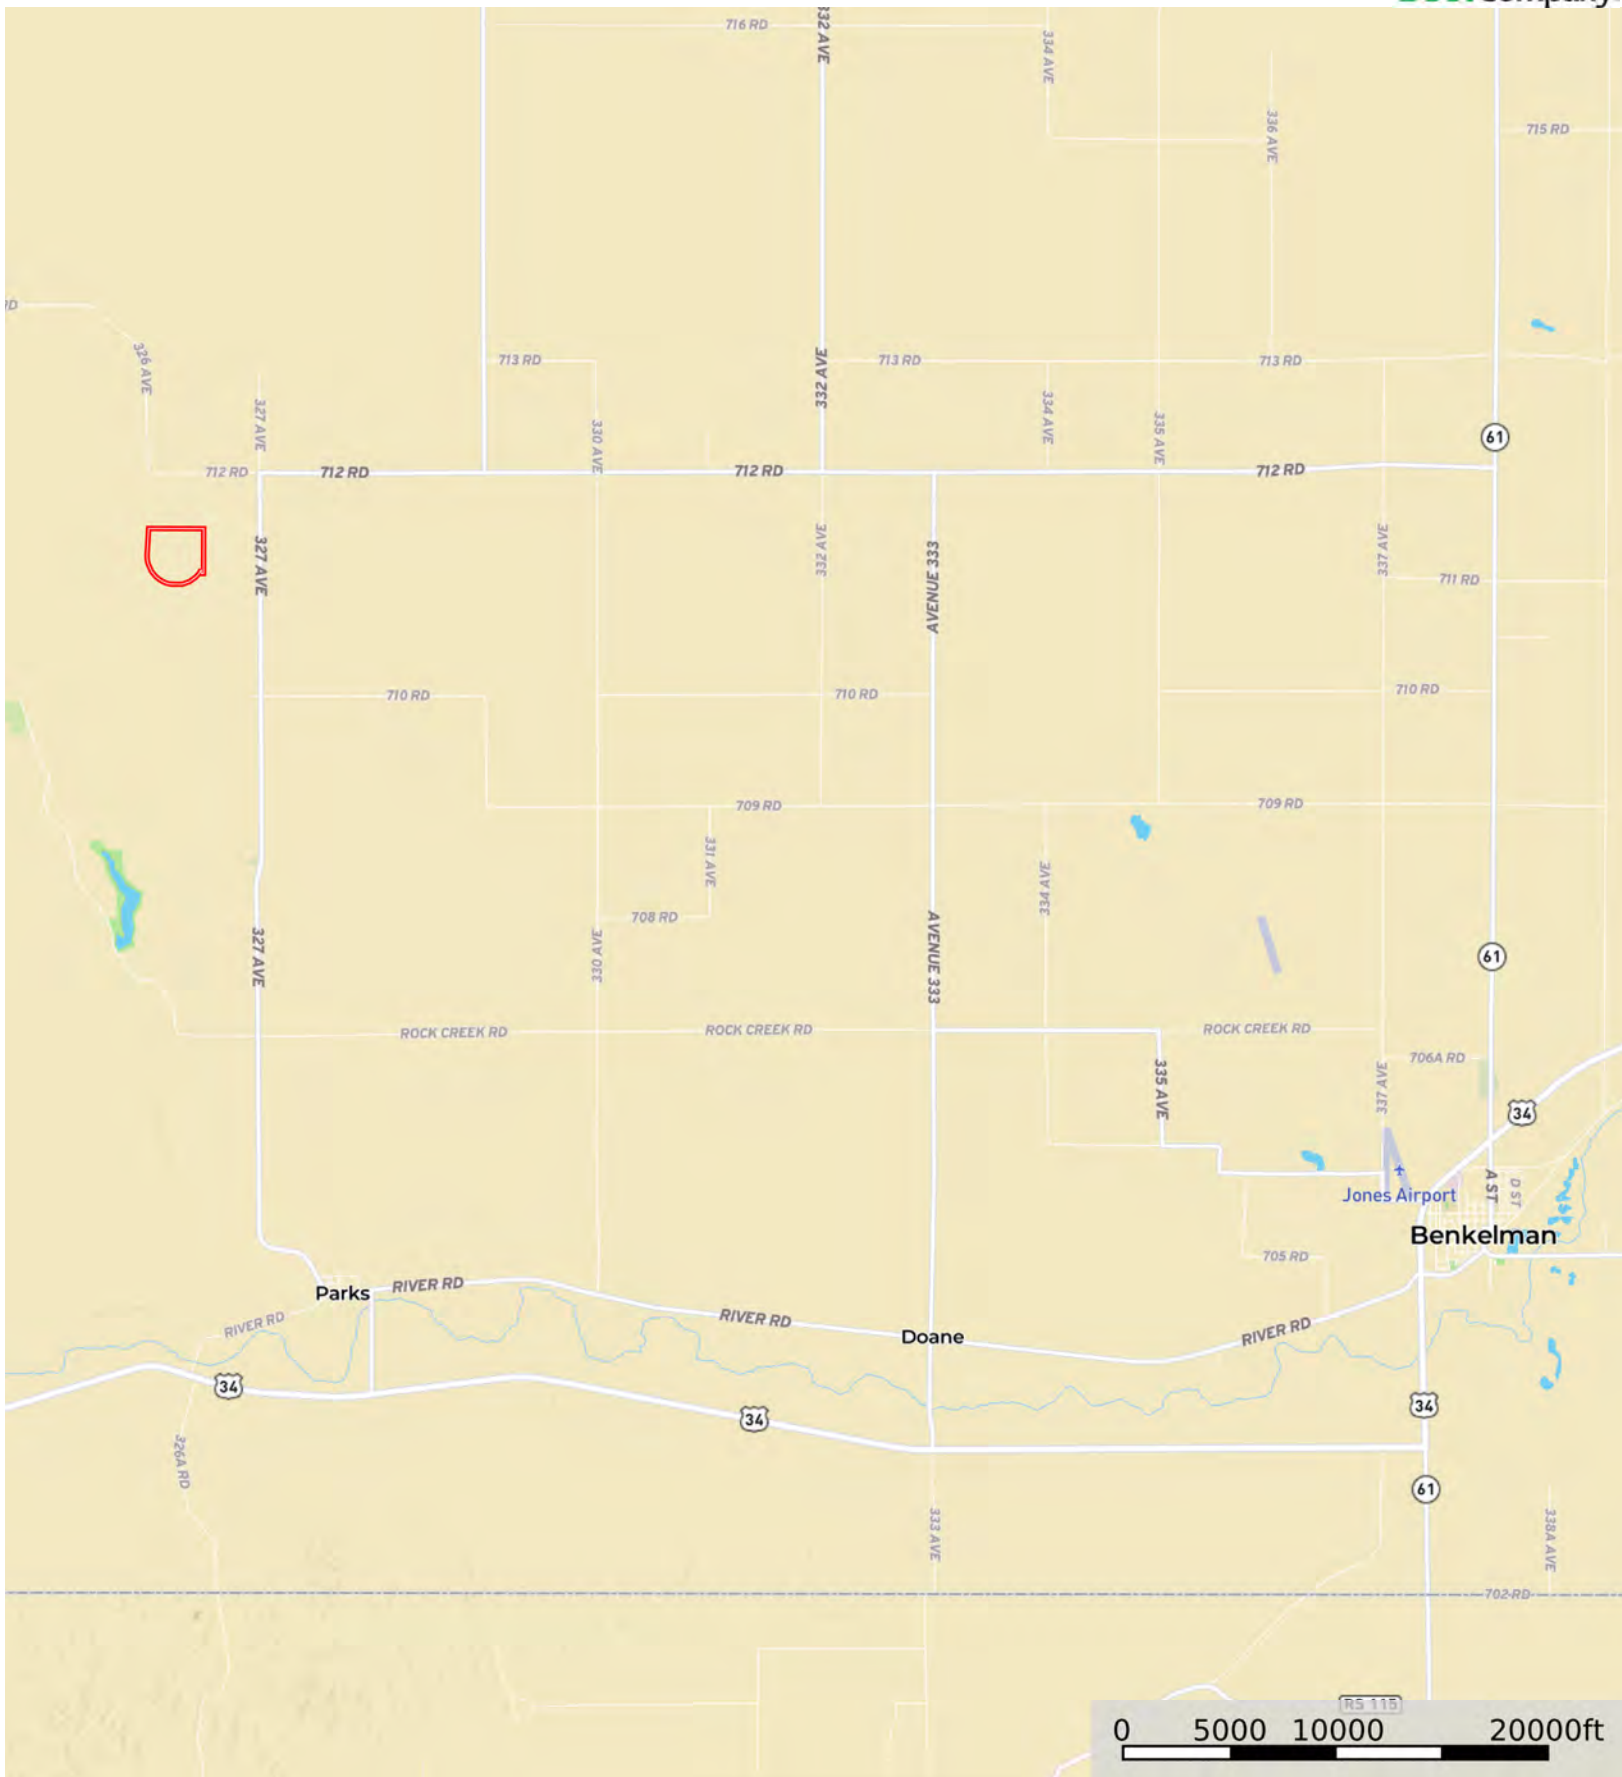 716 RD
332 AVE
334 AVE
336 AVE
715 RD
326 AVE
713 RD
332 AVE
713 RD
713 RD
327 AVE
330 AVE
334 AVE
335 AVE
61
712 RD
712 RD
712 RD
712 RD
327 AVE
332 AVE
AVENUE 333
337 AVE
711 RD
710 RD
710 RD
710 RD
709 RD
709 RD
331 AVE
334 AVE
708 RD
327 AVE
330 AVE
AVENUE 333
61
ROCK CREEK RD
ROCK CREEK RD
ROCK CREEK RD
706A RD
335 AVE
337 AVE
34
Jones Airport
A ST
D ST
Benkelman
705 RD
Parks
RIVER RD
RIVER RD
RIVER RD
Doane
RIVER RD
34
34
34
326A RD
61
333 AVE
338A AVE
702 RD
RS 115
0 5000 10000 20000ft